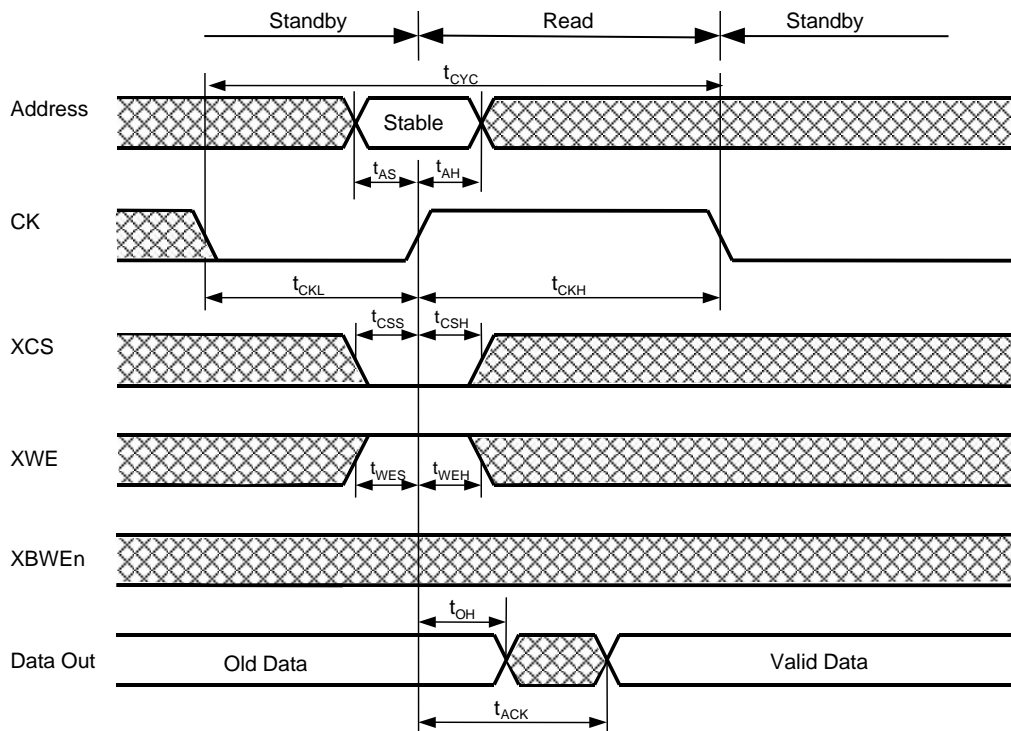 Standby Read Standby
tCYC
Address Stable
tAS tAH
CK
tCKL tCKH
tCSS tCSH
XCS
XWE
tWES tWEH
XBWEn
tOH
Data Out Old Data Valid Data
tACK